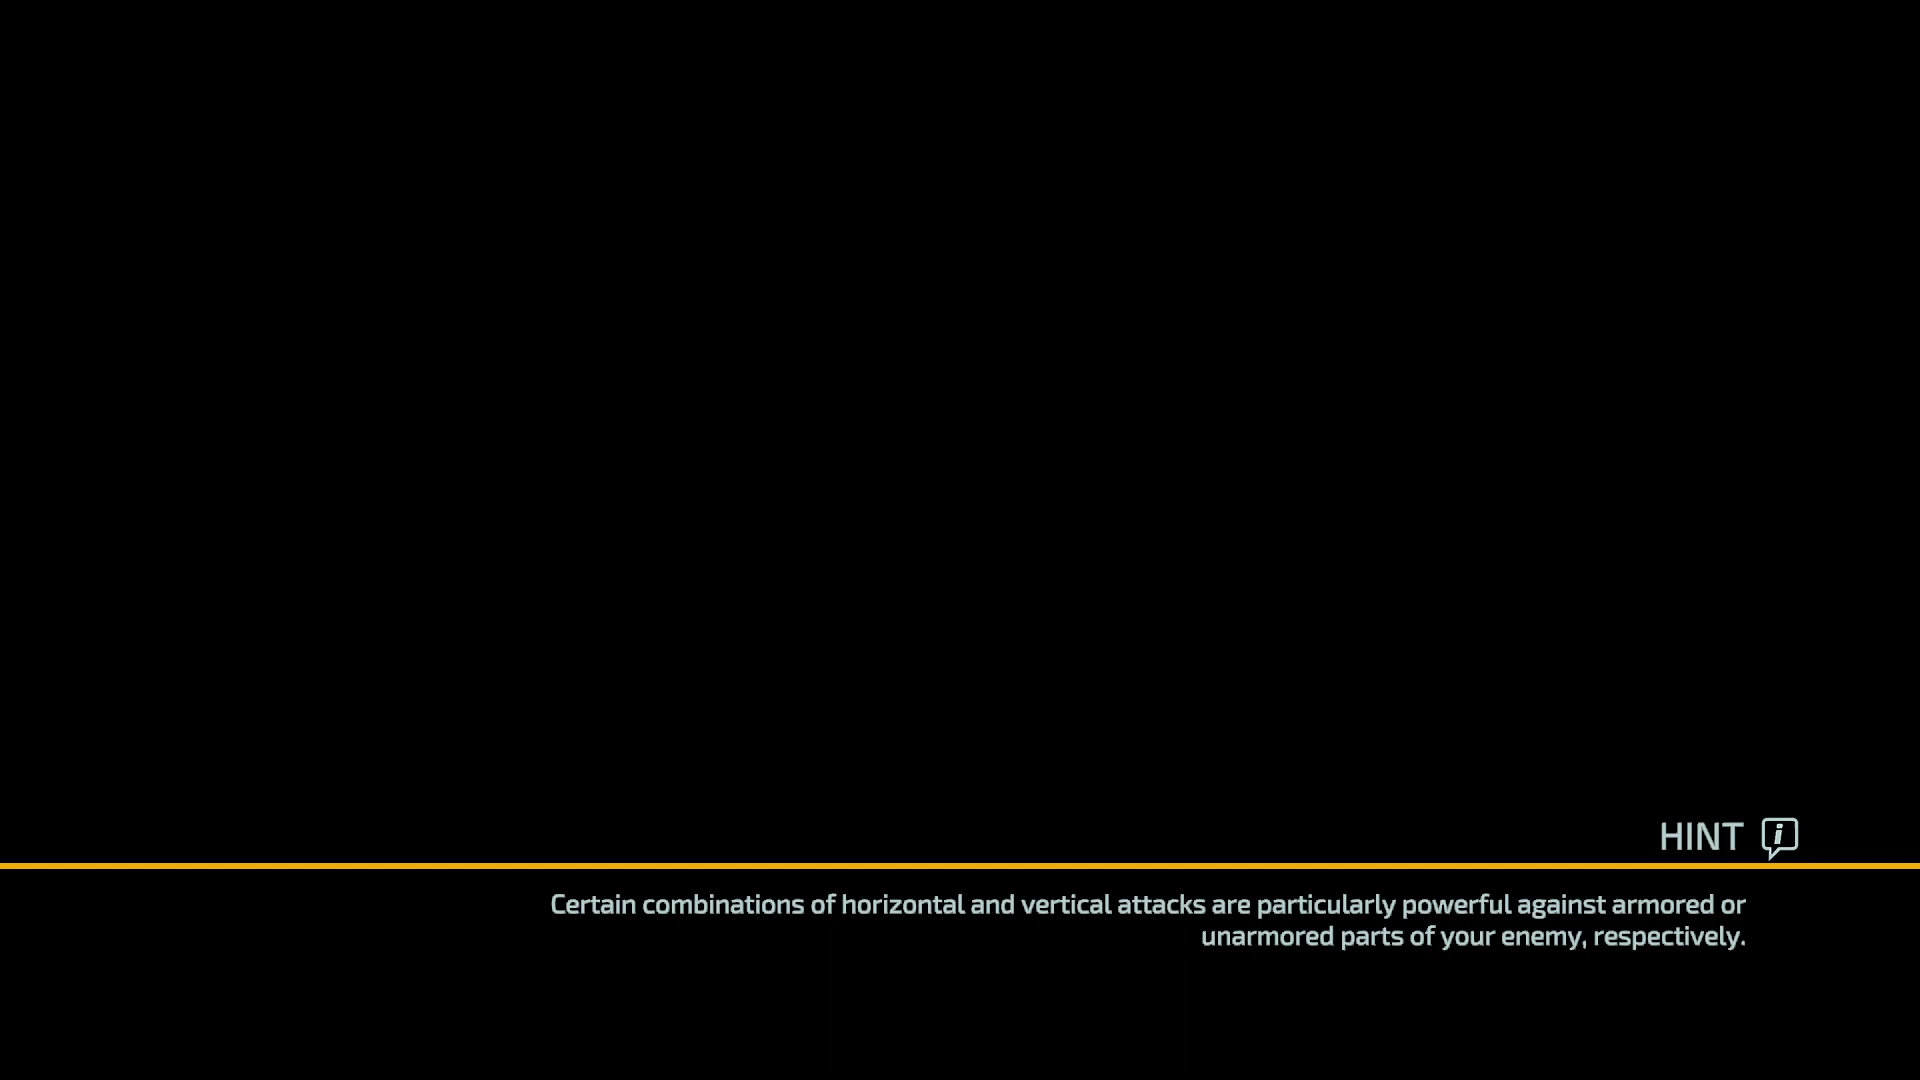 HINT
Certain combinations of horizontal and vertical attacks are particularly powerful against armored or
unarmored parts of your enemy, respectively.